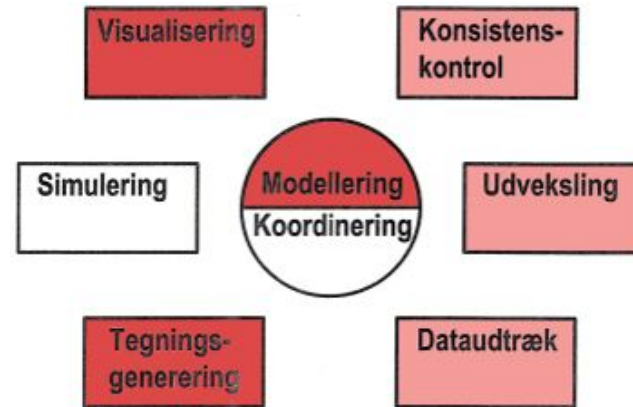 Visualisering
Konsistens-
kontrol
Simulering
Modellering
Koordinering
Udveksling
Tegnings-
generering
Dataudtræk